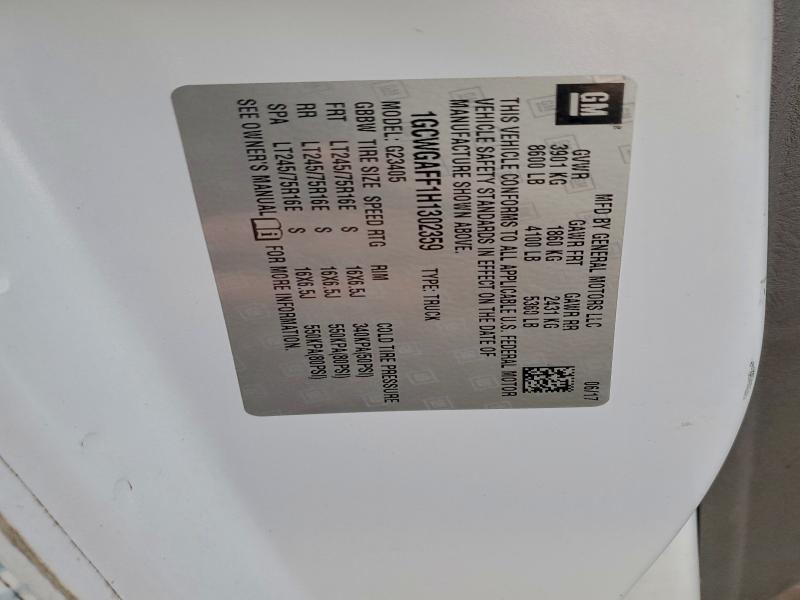 GM
MFD BY GENERAL MOTORS LLC 06/17
GVWR GAWR FRT GAWR RR
3901 KG 1860 KG 2431 KG
8600 LB 4100 LB 5360 LB
THIS VEHICLE CONFORMS TO ALL APPLICABLE U.S. FEDERAL MOTOR
VEHICLE SAFETY STANDARDS IN EFFECT ON THE DATE OF
MANUFACTURE SHOWN ABOVE.
1GCWGAFF1H1302359 TYPE: TRUCK
MODEL: G23405
GBBW TIRE SIZE SPEED RTG RIM COLD TIRE PRESSURE
FRT LT245/75R16E S 16X6.5J 340KPA(50PSI)
RR LT245/75R16E S 16X6.5J 550KPA(80PSI)
SPA LT245/75R16E S 16X6.5J 550KPA(80PSI)
SEE OWNER'S MANUAL FOR MORE INFORMATION.